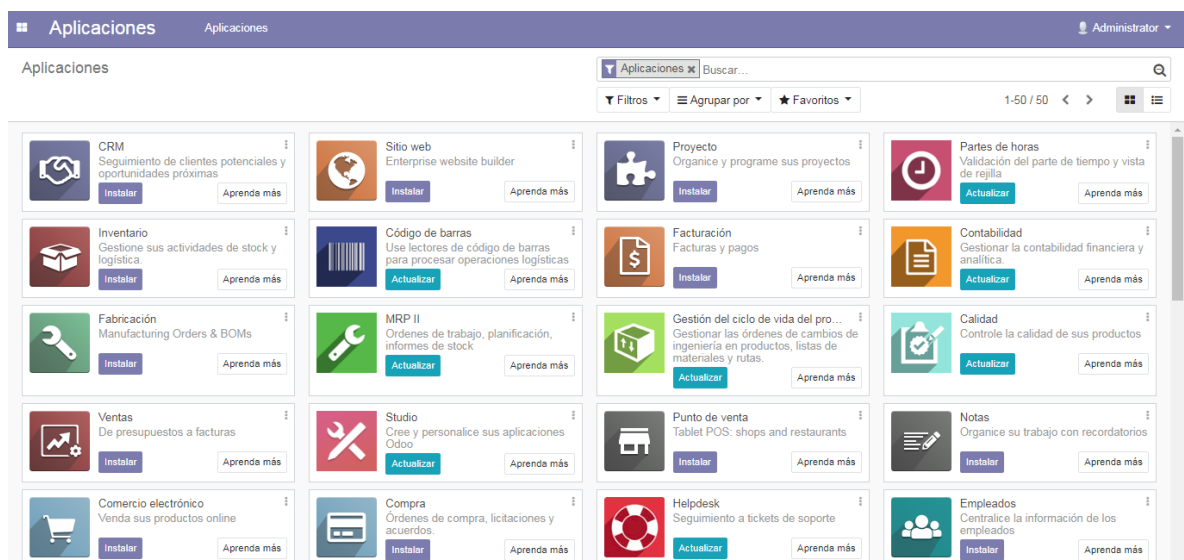 Aplicaciones Aplicaciones Administrator
Aplicaciones
Aplicaciones Buscar...
Filtros Agrupar por Favoritos 1-50 / 50
CRM
Seguimiento de clientes potenciales y
oportunidades próximas
Instalar Aprenda más
Sitio web
Enterprise website builder
Instalar Aprenda más
Proyecto
Organice y programe sus proyectos
Instalar Aprenda más
Partes de horas
Validación del parte de tiempo y vista
de rejilla
Actualizar Aprenda más
Inventario
Gestione sus actividades de stock y
logística.
Instalar Aprenda más
Código de barras
Use lectores de código de barras
para procesar operaciones logísticas
Actualizar Aprenda más
Facturación
Facturas y pagos
Instalar Aprenda más
Contabilidad
Gestionar la contabilidad financiera y
analítica.
Actualizar Aprenda más
Fabricación
Manufacturing Orders & BOMs
Instalar Aprenda más
MRP II
Ordenes de trabajo, planificación,
informes de stock
Actualizar Aprenda más
Gestión del ciclo de vida del pro...
Gestionar las órdenes de cambios de
ingeniería en productos, listas de
materiales y rutas.
Actualizar Aprenda más
Calidad
Controle la calidad de sus productos
Actualizar Aprenda más
Ventas
De presupuestos a facturas
Instalar Aprenda más
Studio
Cree y personalice sus aplicaciones
Odoo
Actualizar Aprenda más
Punto de venta
Tablet POS: shops and restaurants
Instalar Aprenda más
Notas
Organice su trabajo con recordatorios
Instalar Aprenda más
Comercio electrónico
Venda sus productos online
Instalar Aprenda más
Compra
Órdenes de compra, licitaciones y
acuerdos.
Instalar Aprenda más
Helpdesk
Seguimiento a tickets de soporte
Actualizar Aprenda más
Empleados
Centralice la información de los
empleados
Instalar Aprenda más